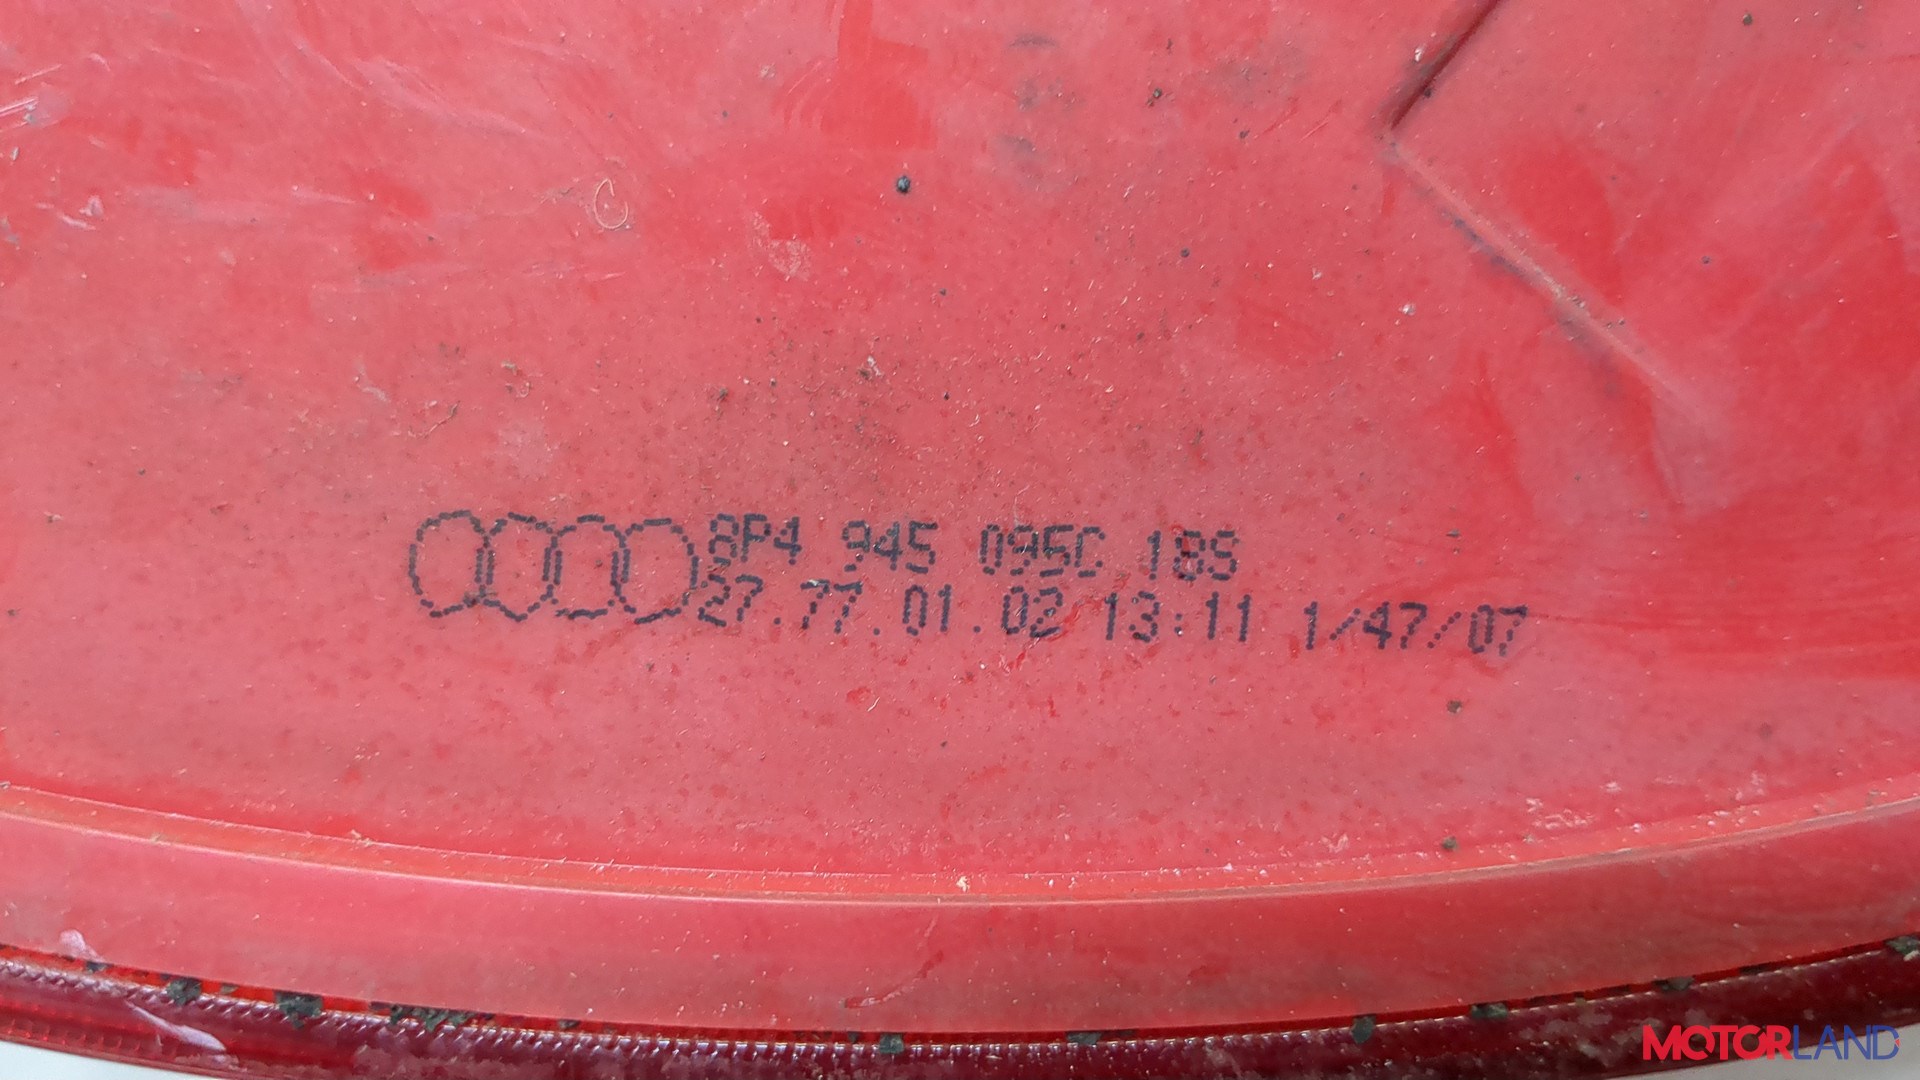 8P4 945 095C 18S
27.77.01.02 13:11 1/47/07
MOTORLAND